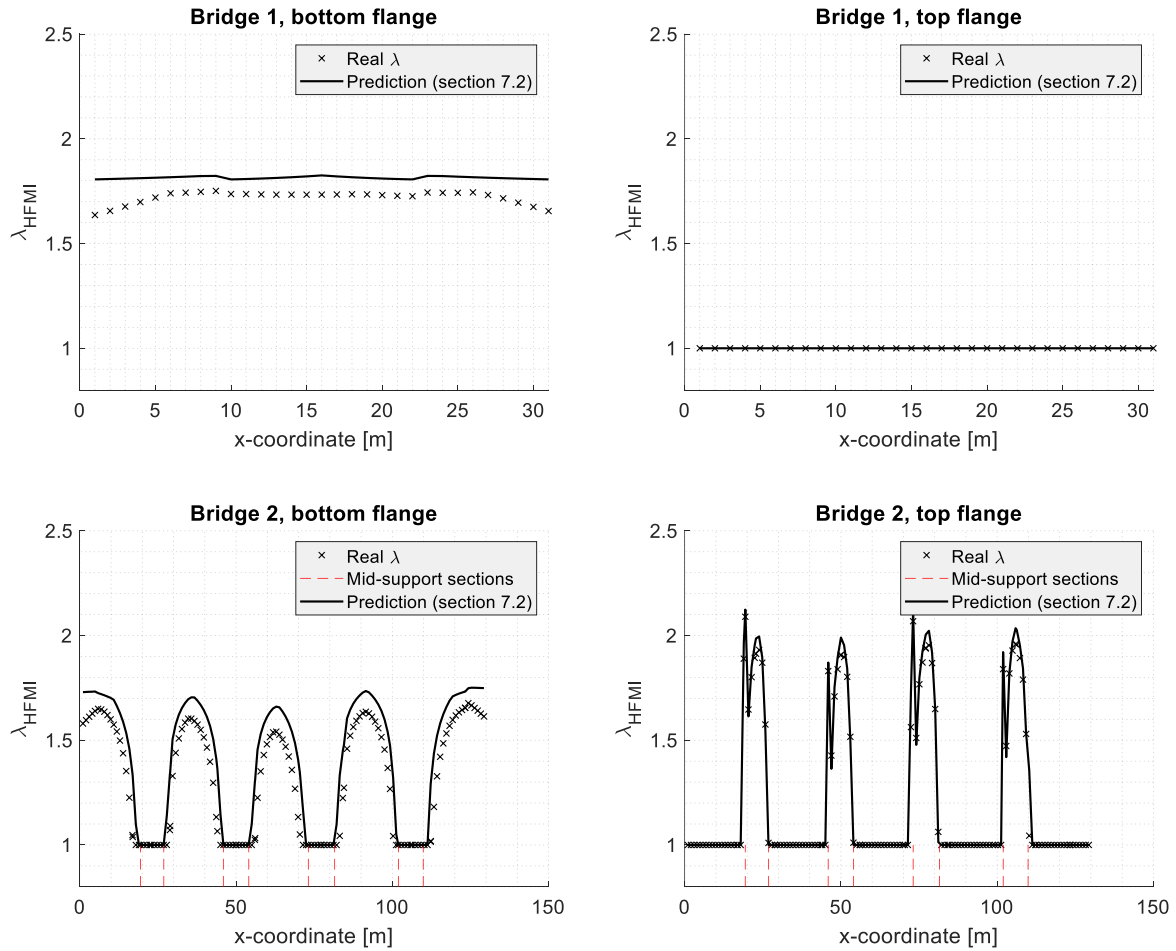 Bridge 1, bottom flange
2.5
2
1.5
1
λHFMI
Real λ
Prediction (section 7.2)
0 5 10 15 20 25 30
x-coordinate [m]
Bridge 1, top flange
2.5
2
1.5
1
λHFMI
Real λ
Prediction (section 7.2)
0 5 10 15 20 25 30
x-coordinate [m]
Bridge 2, bottom flange
2.5
2
1.5
1
λHFMI
Real λ
Mid-support sections
Prediction (section 7.2)
0 50 100 150
x-coordinate [m]
Bridge 2, top flange
2.5
2
1.5
1
λHFMI
Real λ
Mid-support sections
Prediction (section 7.2)
0 50 100 150
x-coordinate [m]